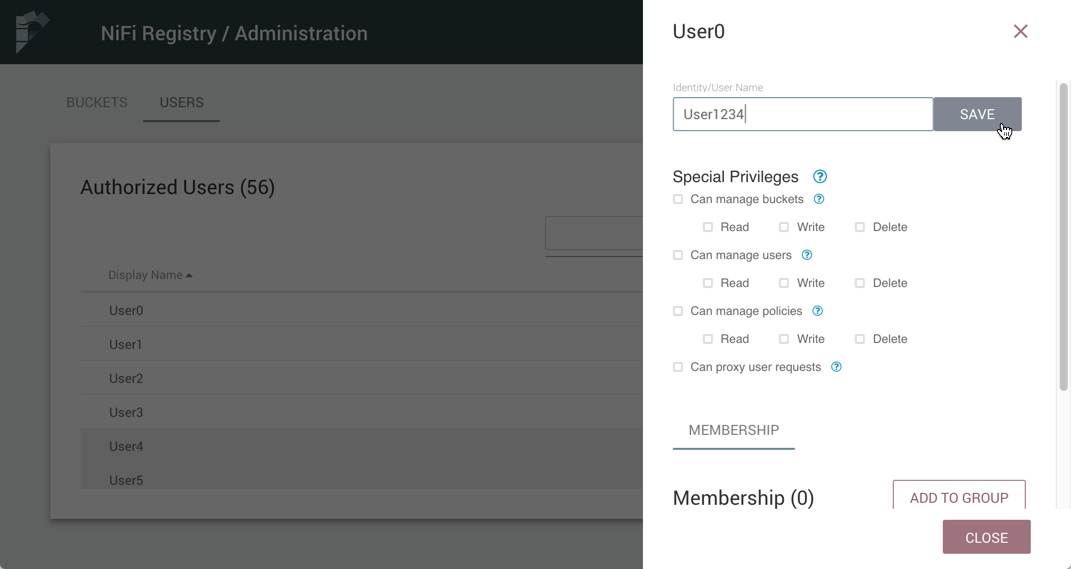 NiFi Registry / Administration
BUCKETS USERS
Authorized Users (56)
Display Name
User0
User1
User2
User3
User4
User5
User0
Identity/User Name
User1234
SAVE
Special Privileges ?
Can manage buckets ?
Read Write Delete
Can manage users ?
Read Write Delete
Can manage policies ?
Read Write Delete
Can proxy user requests ?
MEMBERSHIP
Membership (0)
ADD TO GROUP
CLOSE